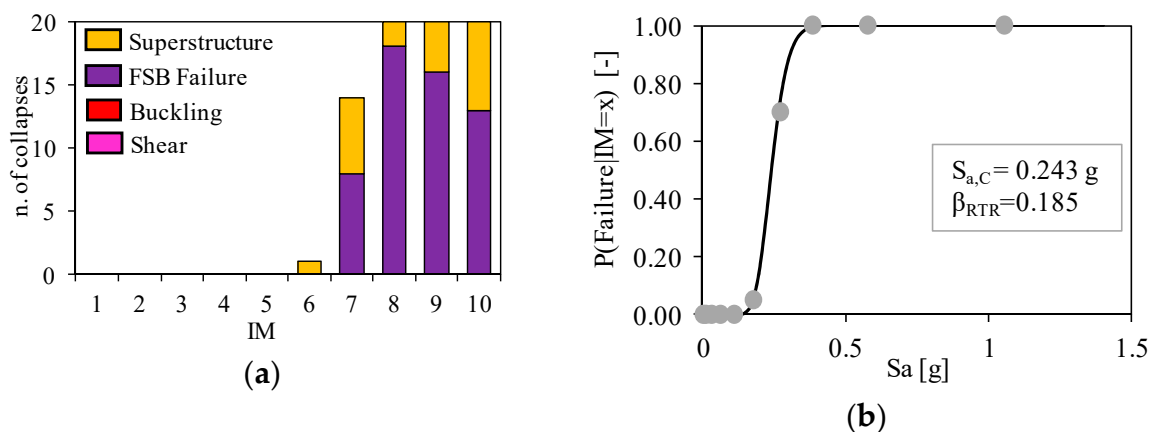 20
15
10
5
0
n. of collapses
Superstructure
FSB Failure
Buckling
Shear
1 2 3 4 5 6 7 8 9 10
IM
(a)
1.00
0.80
0.60
0.40
0.20
0.00
P(Failure|IM=x) [-]
S_a,C= 0.243 g
β_RTR=0.185
0 0.5 1 1.5
Sa [g]
(b)